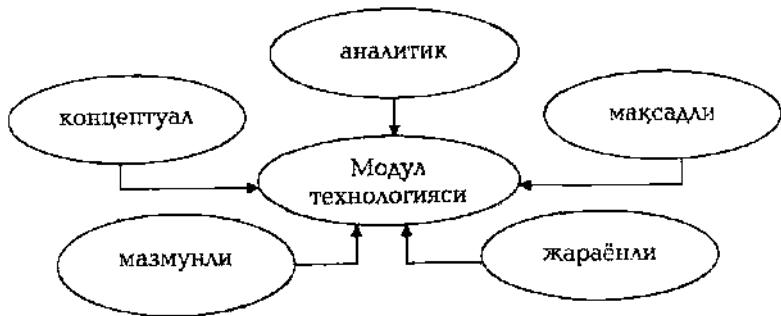 аналитик
концептуал
мақсадли
Модул
технологияси
мазмунли
жараёнли